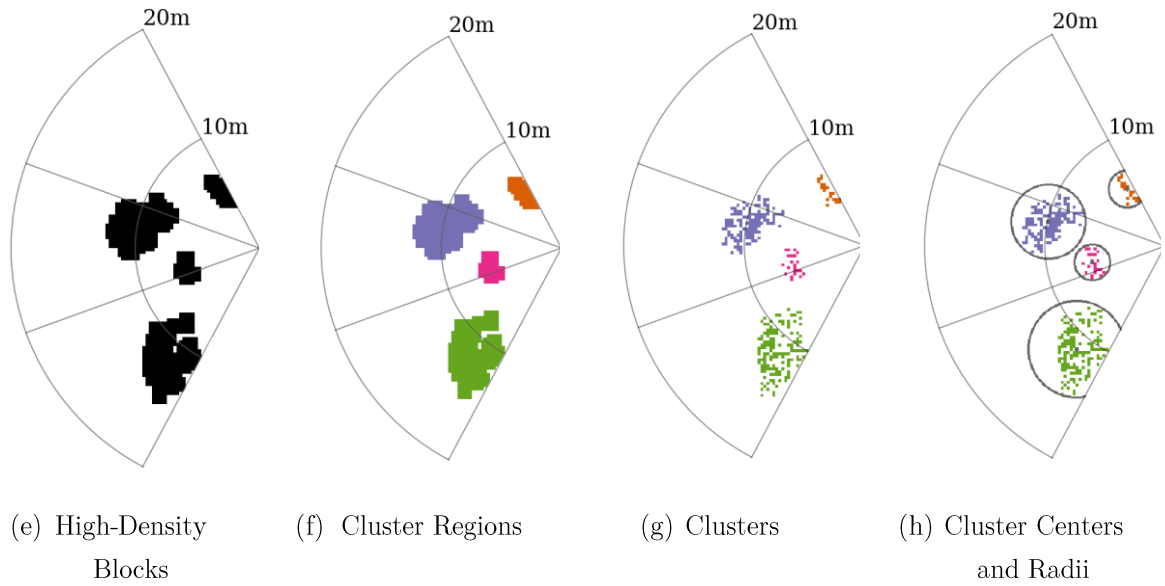 20m
10m
20m
10m
20m
10m
20m
10m
(e) High-Density
Blocks
(f) Cluster Regions
(g) Clusters
(h) Cluster Centers
and Radii